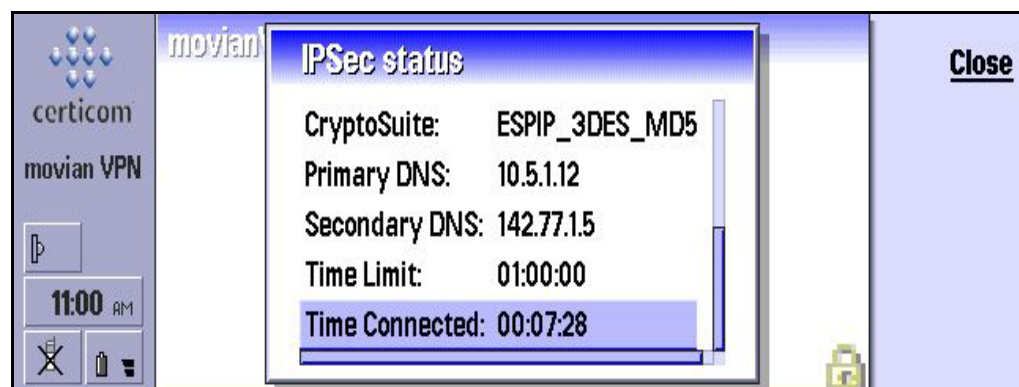 certicom
movian VPN
11:00 AM
movian
IPSec status
CryptoSuite: ESPIP_3DES_MD5
Primary DNS: 10.5.1.12
Secondary DNS: 142.77.1.5
Time Limit: 01:00:00
Time Connected: 00:07:28
Close